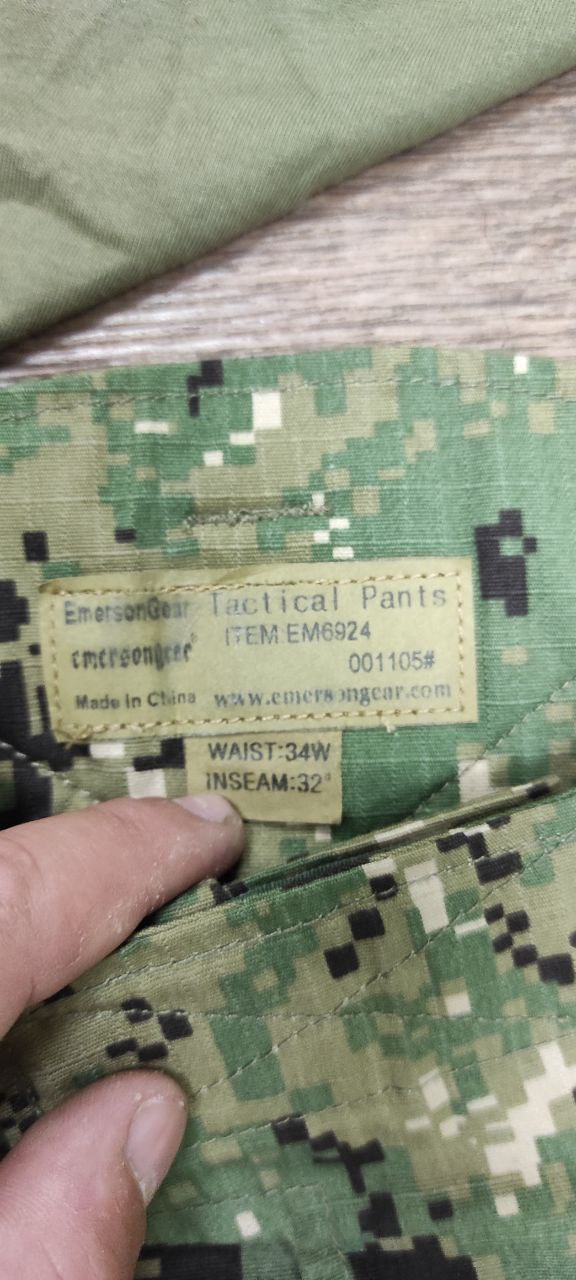 EmersonGear Tactical Pants
emersongear® ITEM:EM6924
001105#
Made In China www.emersongear.com
WAIST:34W
INSEAM:32"